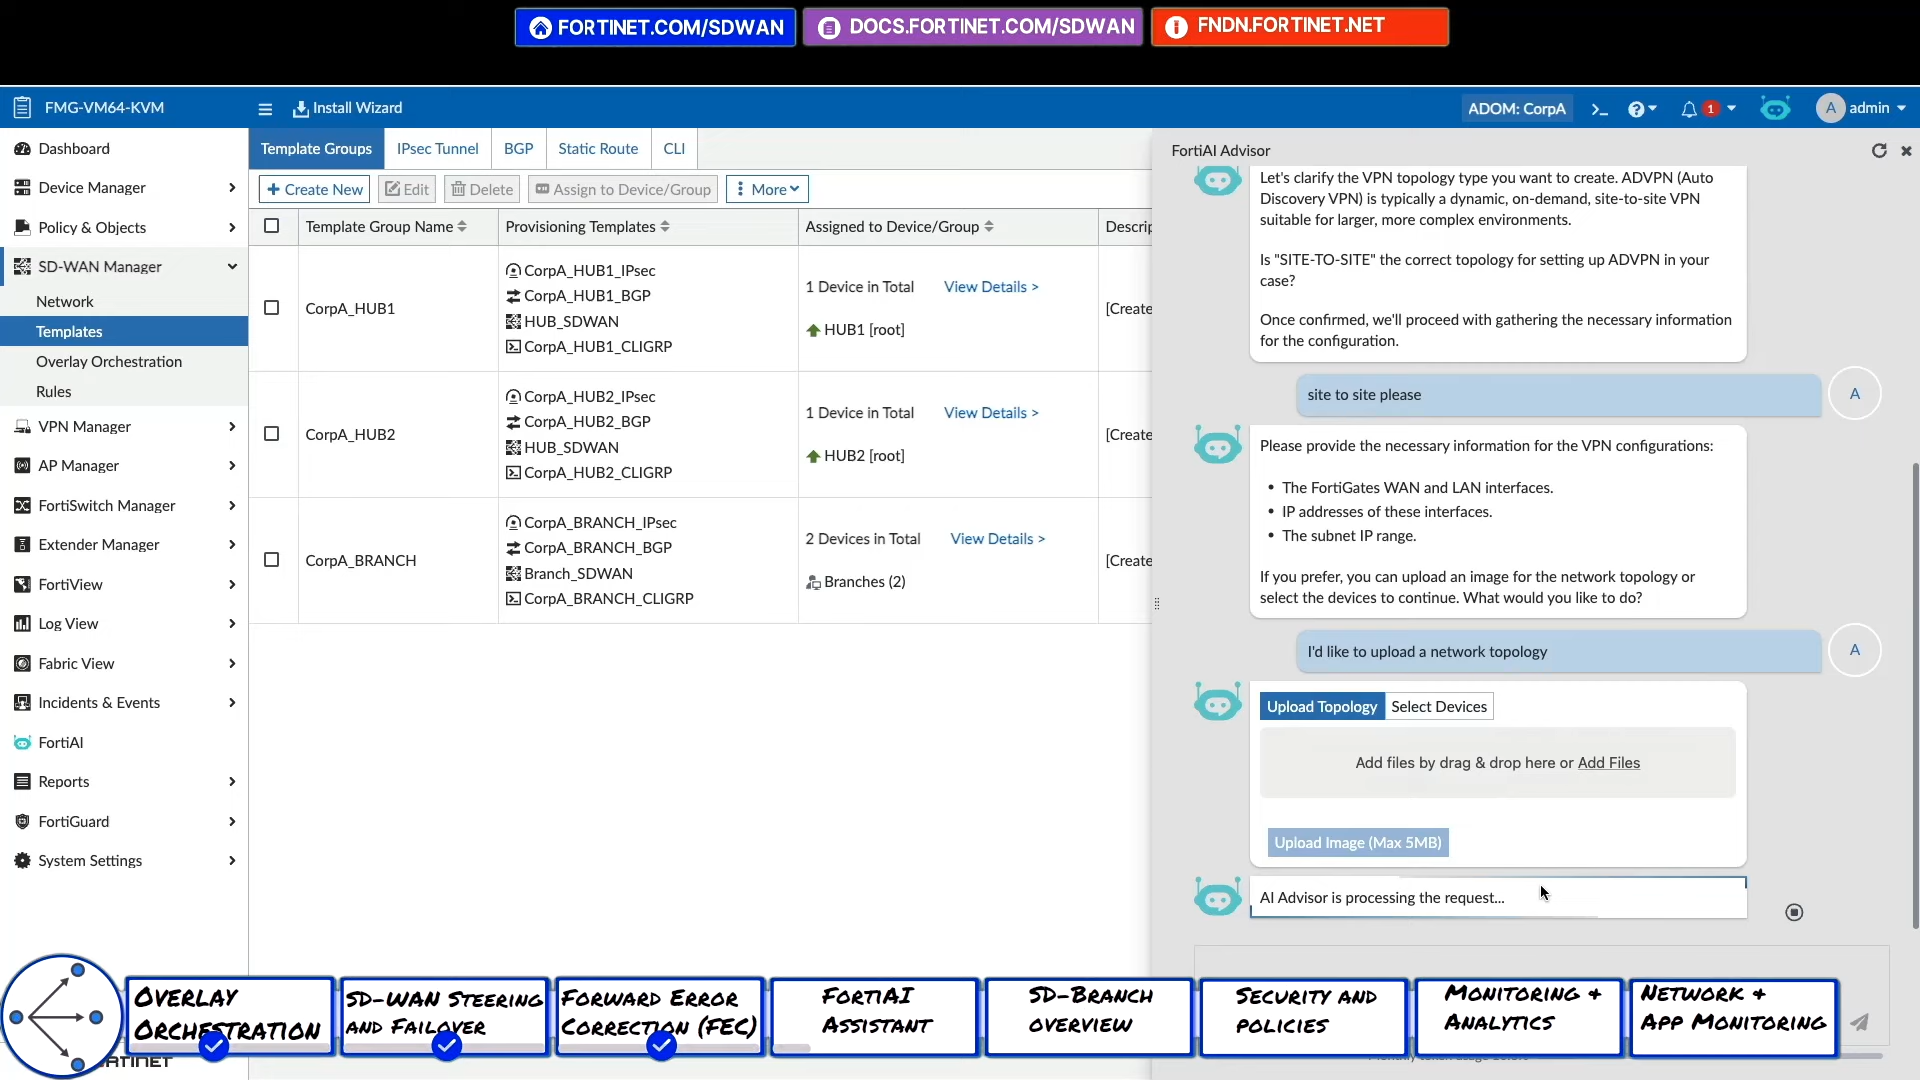 FORTINET.COM/SDWAN
DOCS.FORTINET.COM/SDWAN
FNDN.FORTINET.NET
FMG-VM64-KVM
Install Wizard
ADOM: CorpA
1
A
admin
Dashboard
Device Manager
Policy & Objects
SD-WAN Manager
Network
Templates
Overlay Orchestration
Rules
VPN Manager
AP Manager
FortiSwitch Manager
Extender Manager
FortiView
Log View
Fabric View
Incidents & Events
FortiAI
Reports
FortiGuard
System Settings
Template Groups
IPsec Tunnel
BGP
Static Route
CLI
+ Create New
Edit
Delete
Assign to Device/Group
More
Template Group Name
Provisioning Templates
Assigned to Device/Group
Descrip
CorpA_HUB1
CorpA_HUB1_IPsec
CorpA_HUB1_BGP
HUB_SDWAN
CorpA_HUB1_CLIGRP
1 Device in Total
View Details >
HUB1 [root]
[Create
CorpA_HUB2
CorpA_HUB2_IPsec
CorpA_HUB2_BGP
HUB_SDWAN
CorpA_HUB2_CLIGRP
1 Device in Total
View Details >
HUB2 [root]
[Create
CorpA_BRANCH
CorpA_BRANCH_IPsec
CorpA_BRANCH_BGP
Branch_SDWAN
CorpA_BRANCH_CLIGRP
2 Devices in Total
View Details >
Branches (2)
[Create
FortiAI Advisor
Let's clarify the VPN topology type you want to create. ADVPN (Auto
Discovery VPN) is typically a dynamic, on-demand, site-to-site VPN
suitable for larger, more complex environments.
Is "SITE-TO-SITE" the correct topology for setting up ADVPN in your
case?
Once confirmed, we'll proceed with gathering the necessary information
for the configuration.
site to site please
A
Please provide the necessary information for the VPN configurations:
• The FortiGates WAN and LAN interfaces.
• IP addresses of these interfaces.
• The subnet IP range.
If you prefer, you can upload an image for the network topology or
select the devices to continue. What would you like to do?
I'd like to upload a network topology
A
Upload Topology
Select Devices
Add files by drag & drop here or Add Files
Upload Image (Max 5MB)
AI Advisor is processing the request...
OVERLAY
ORCHESTRATION
SD-WAN STEERING
AND FAILOVER
FORWARD ERROR
CORRECTION (FEC)
FORTIAI
ASSISTANT
SD-BRANCH
OVERVIEW
SECURITY AND
POLICIES
MONITORING +
ANALYTICS
NETWORK +
APP MONITORING